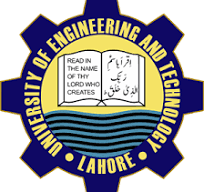 UNIVERSITY OF ENGINEERING AND TECHNOLOGY
READ IN
THE NAME
OF THY
LORD WHO
CREATES
اقرأ باسم
ربك
الذی خلق
• LAHORE •